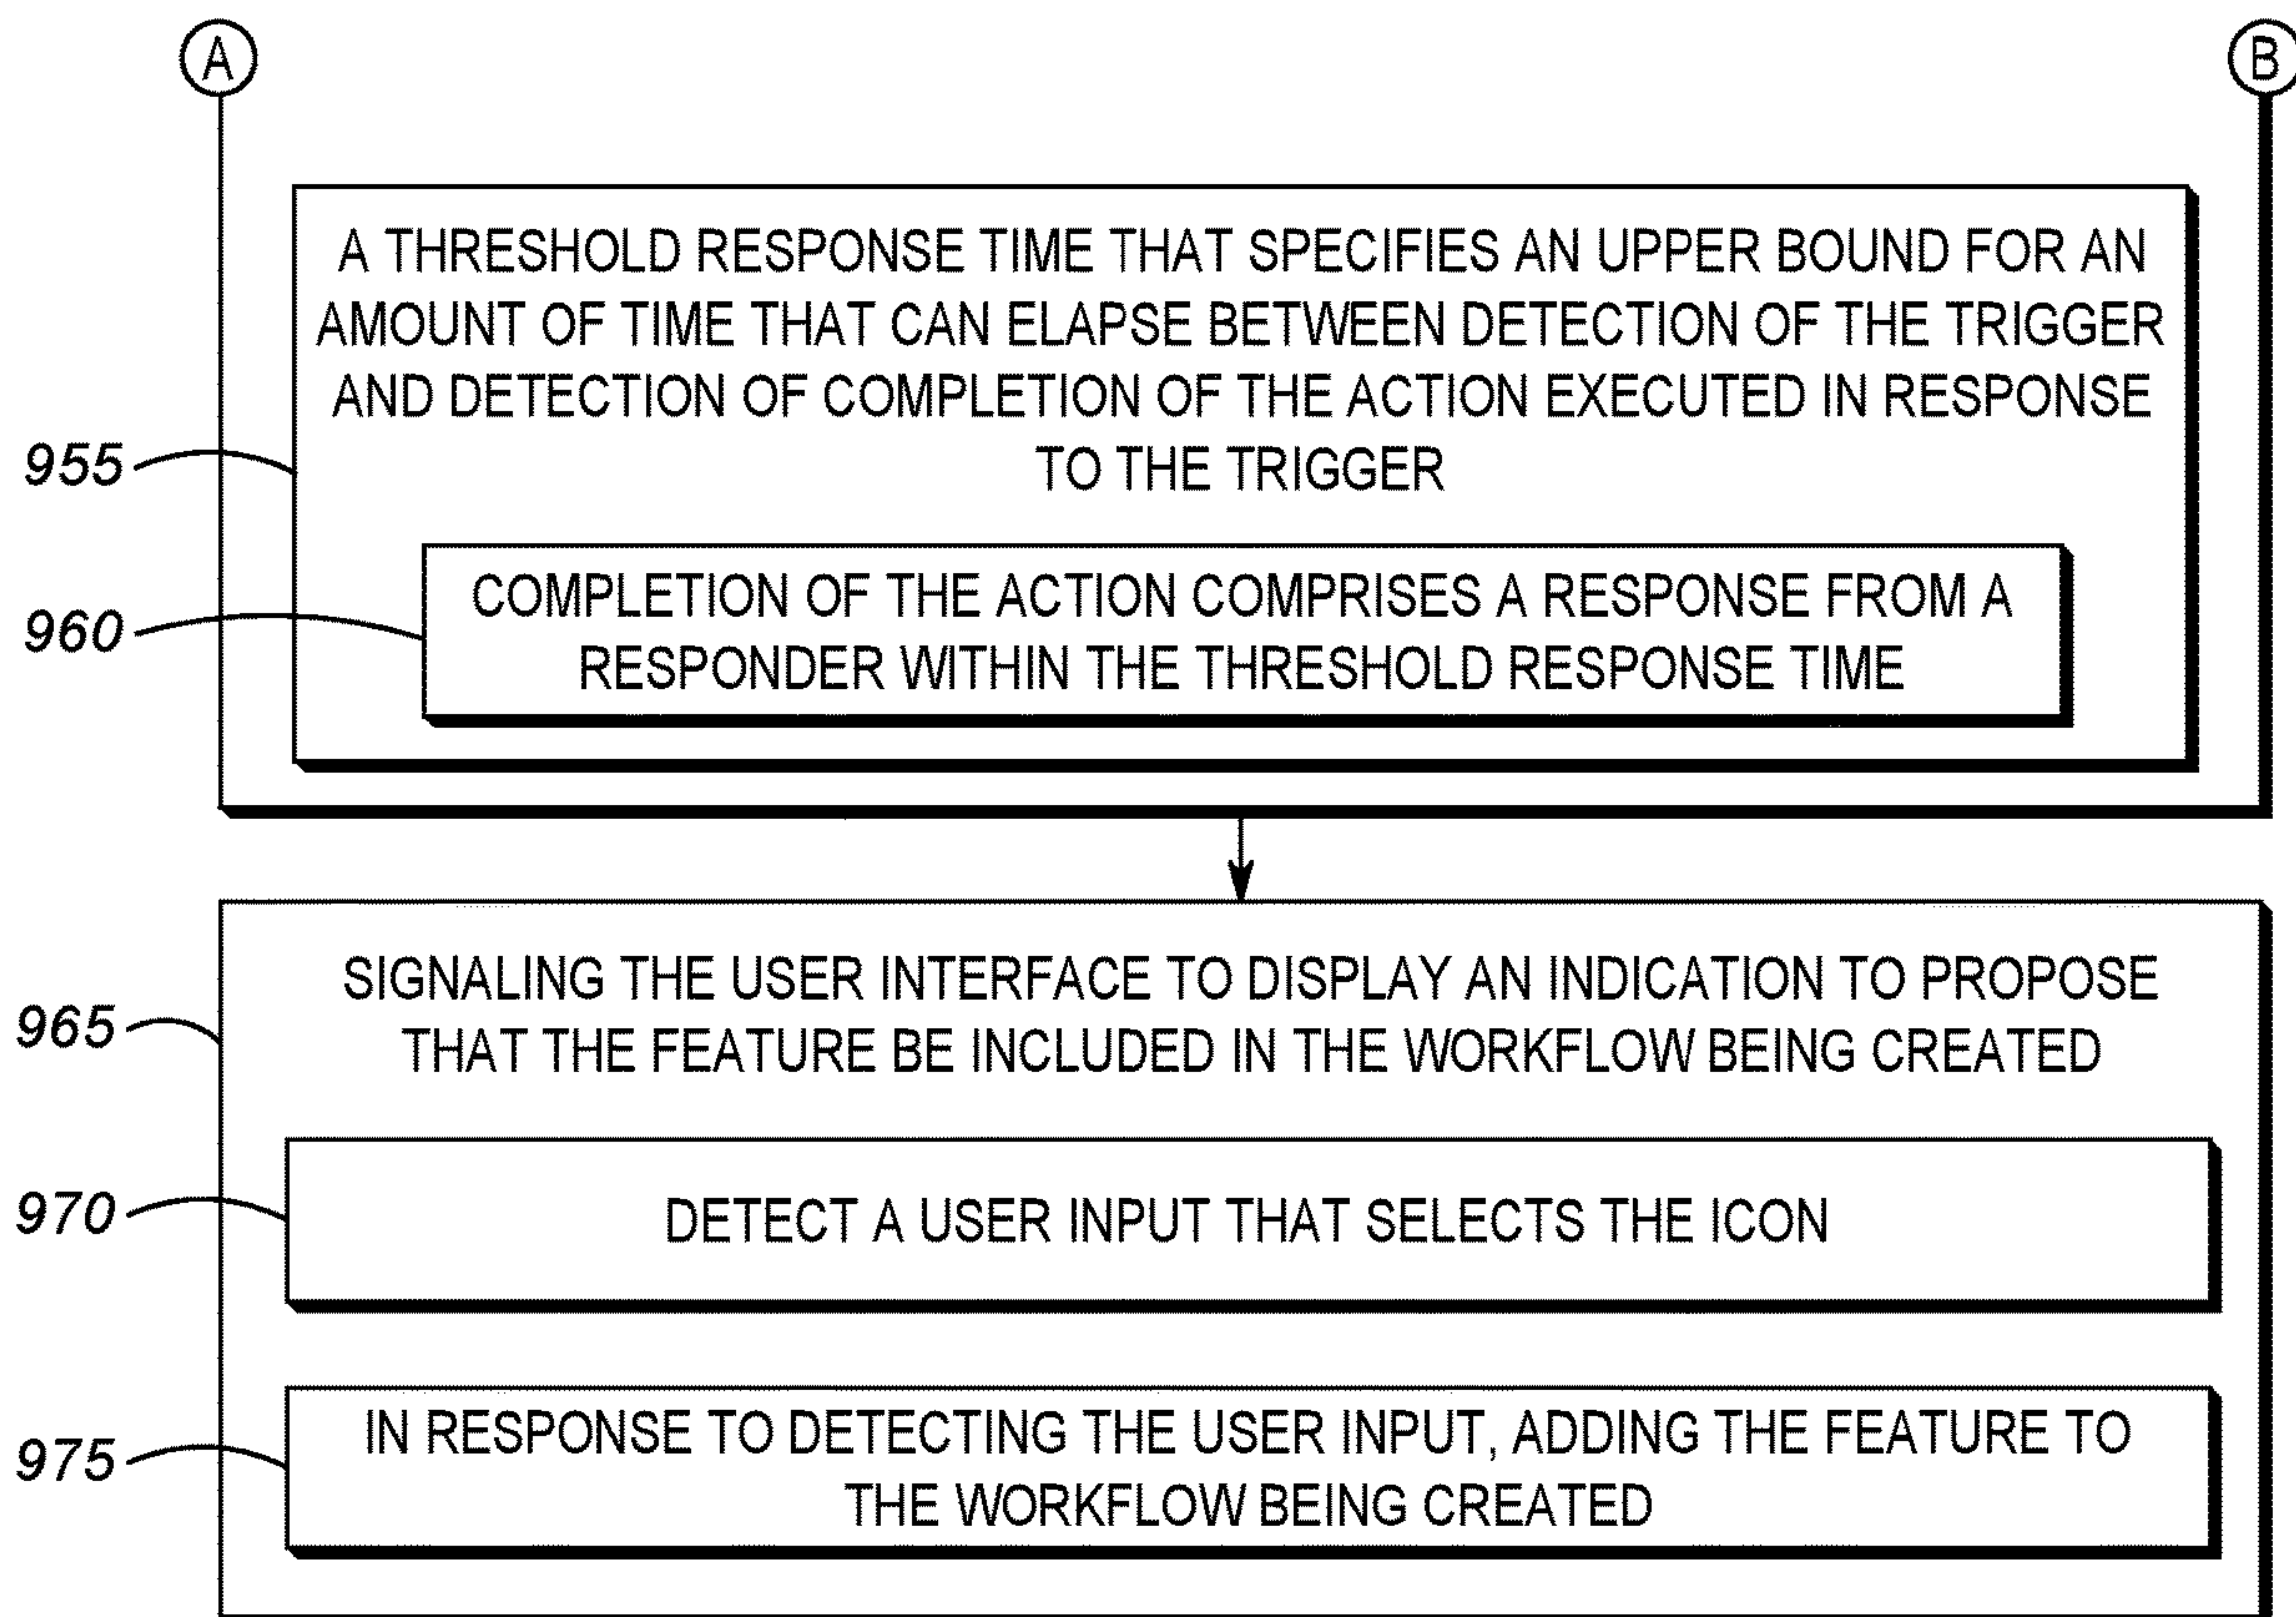 A
B
A THRESHOLD RESPONSE TIME THAT SPECIFIES AN UPPER BOUND FOR AN
AMOUNT OF TIME THAT CAN ELAPSE BETWEEN DETECTION OF THE TRIGGER
AND DETECTION OF COMPLETION OF THE ACTION EXECUTED IN RESPONSE
TO THE TRIGGER
955
COMPLETION OF THE ACTION COMPRISES A RESPONSE FROM A
RESPONDER WITHIN THE THRESHOLD RESPONSE TIME
960
SIGNALING THE USER INTERFACE TO DISPLAY AN INDICATION TO PROPOSE
THAT THE FEATURE BE INCLUDED IN THE WORKFLOW BEING CREATED
965
DETECT A USER INPUT THAT SELECTS THE ICON
970
IN RESPONSE TO DETECTING THE USER INPUT, ADDING THE FEATURE TO
THE WORKFLOW BEING CREATED
975